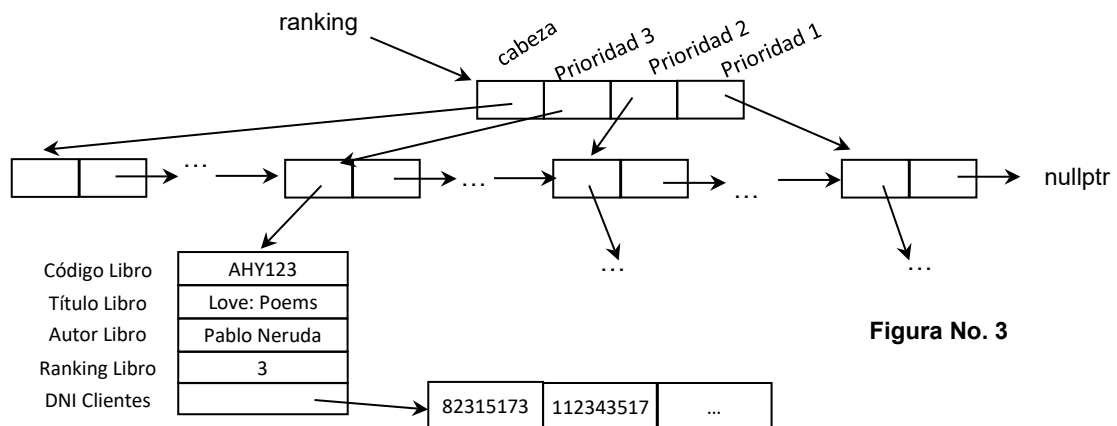 ranking
cabeza
Prioridad 3
Prioridad 2
Prioridad 1
...
...
...
nullptr
Código Libro AHY123
... ...
Título Libro Love: Poems
Autor Libro Pablo Neruda
Figura No. 3
Ranking Libro 3
DNI Clientes
82315173 112343517 ...